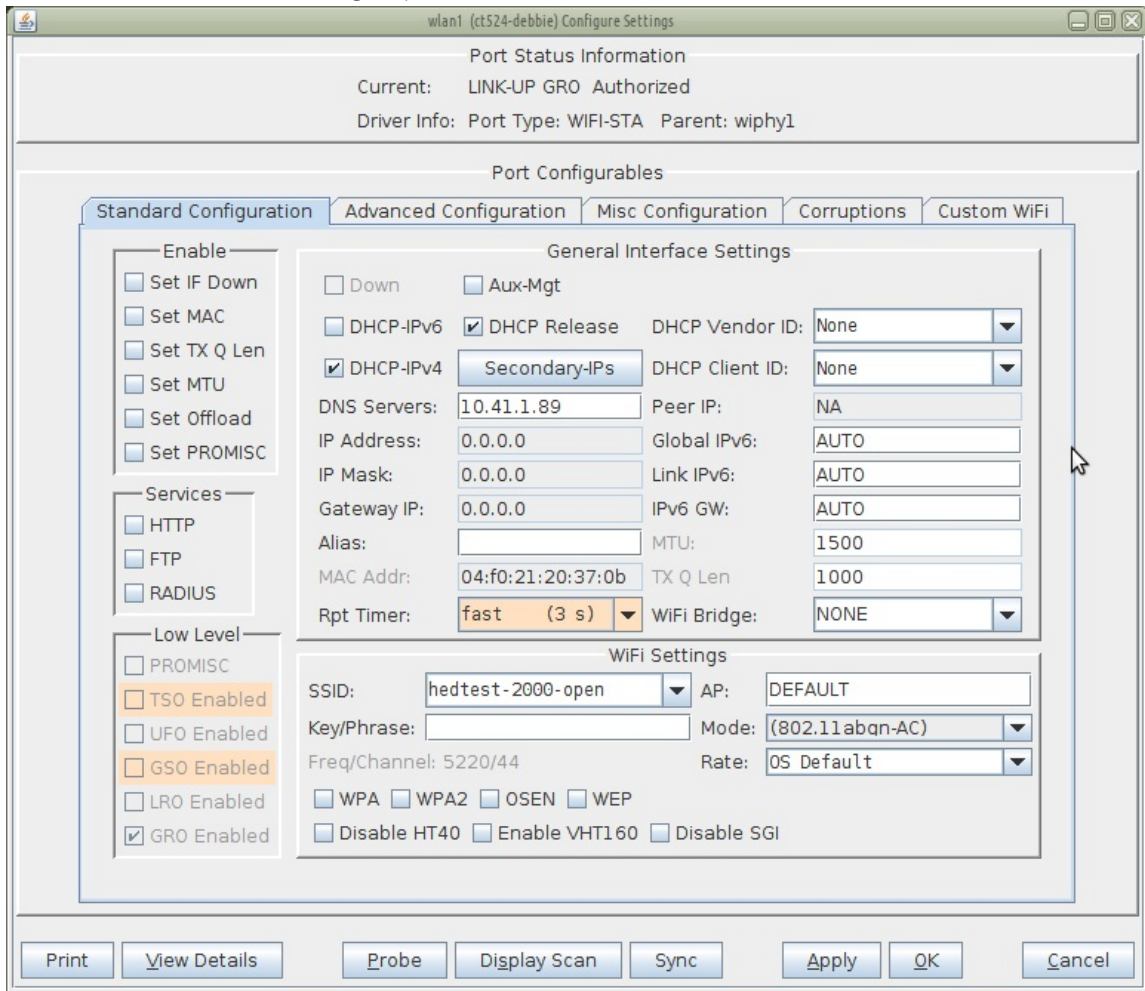 wlan1 (ct524-debbie) Configure Settings
Port Status Information
Current: LINK-UP GRO Authorized
Driver Info: Port Type: WIFI-STA Parent: wiphy1
Port Configurables
Standard Configuration Advanced Configuration Misc Configuration Corruptions Custom WiFi
Enable
Set IF Down
Set MAC
Set TX Q Len
Set MTU
Set Offload
Set PROMISC
Services
HTTP
FTP
RADIUS
Low Level
PROMISC
TSO Enabled
UFO Enabled
GSO Enabled
LRO Enabled
GRO Enabled
General Interface Settings
Down Aux-Mgt
DHCP-IPv6 DHCP Release DHCP Vendor ID: None
DHCP-IPv4 Secondary-IPs DHCP Client ID: None
DNS Servers: 10.41.1.89 Peer IP: NA
IP Address: 0.0.0.0 Global IPv6: AUTO
IP Mask: 0.0.0.0 Link IPv6: AUTO
Gateway IP: 0.0.0.0 IPv6 GW: AUTO
Alias: MTU: 1500
MAC Addr: 04:f0:21:20:37:0b TX Q Len 1000
Rpt Timer: fast (3 s) WiFi Bridge: NONE
WiFi Settings
SSID: hedtest-2000-open AP: DEFAULT
Key/Phrase: Mode: (802.11abgn-AC)
Freq/Channel: 5220/44 Rate: OS Default
WPA WPA2 OSEN WEP
Disable HT40 Enable VHT160 Disable SGI
Print View Details Probe Display Scan Sync Apply OK Cancel